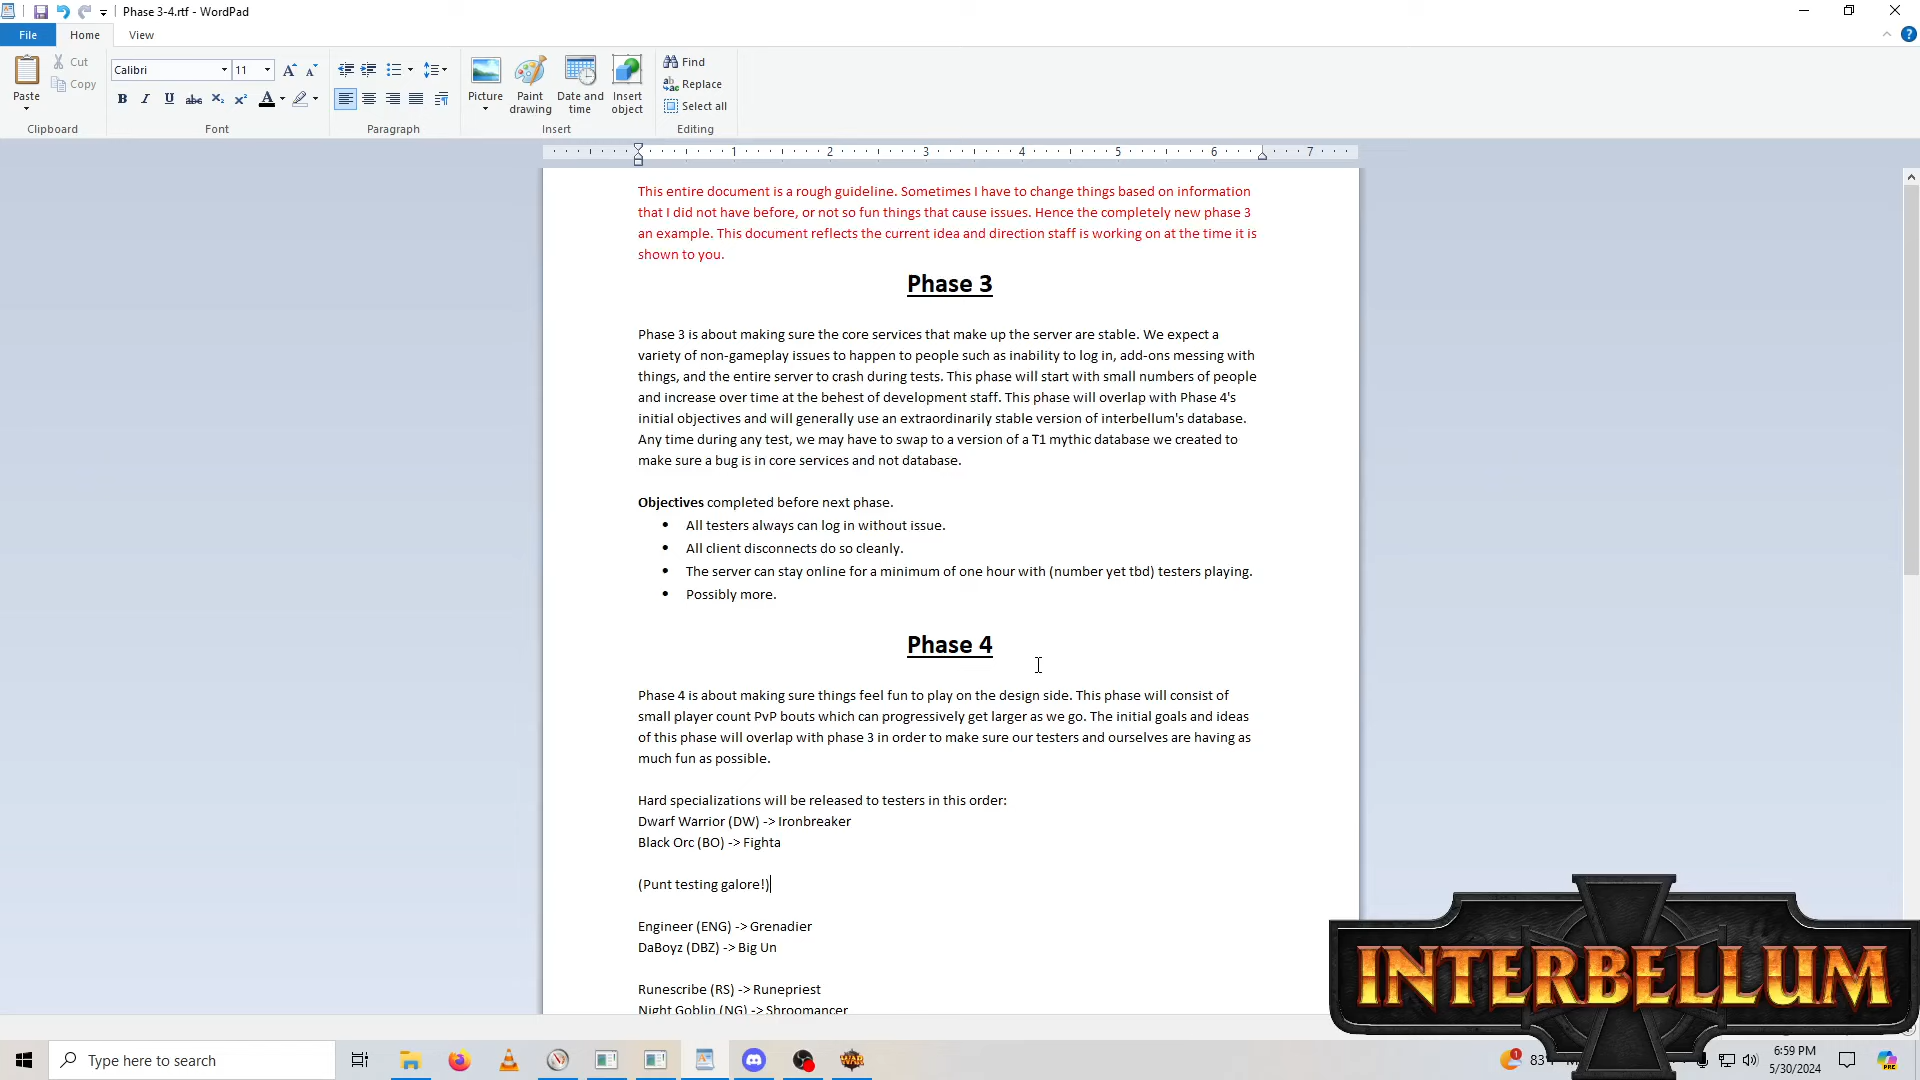 Phase 3-4.rtf - WordPad
File Home View
Paste
Cut
Copy
Clipboard
Calibri 11
B I U abc X₂ X² A
Font
Paragraph
Picture
Paint drawing
Date and time
Insert object
Insert
Find
Replace
Select all
Editing
1 2 3 4 5 6 7
This entire document is a rough guideline. Sometimes I have to change things based on information
that I did not have before, or not so fun things that cause issues. Hence the completely new phase 3
an example. This document reflects the current idea and direction staff is working on at the time it is
shown to you.
Phase 3
Phase 3 is about making sure the core services that make up the server are stable. We expect a
variety of non-gameplay issues to happen to people such as inability to log in, add-ons messing with
things, and the entire server to crash during tests. This phase will start with small numbers of people
and increase over time at the behest of development staff. This phase will overlap with Phase 4's
initial objectives and will generally use an extraordinarily stable version of interbellum's database.
Any time during any test, we may have to swap to a version of a T1 mythic database we created to
make sure a bug is in core services and not database.
Objectives completed before next phase.
• All testers always can log in without issue.
• All client disconnects do so cleanly.
• The server can stay online for a minimum of one hour with (number yet tbd) testers playing.
• Possibly more.
Phase 4
Phase 4 is about making sure things feel fun to play on the design side. This phase will consist of
small player count PvP bouts which can progressively get larger as we go. The initial goals and ideas
of this phase will overlap with phase 3 in order to make sure our testers and ourselves are having as
much fun as possible.
Hard specializations will be released to testers in this order:
Dwarf Warrior (DW) -> Ironbreaker
Black Orc (BO) -> Fighta
(Punt testing galore!)
Engineer (ENG) -> Grenadier
DaBoyz (DBZ) -> Big Un
Runescribe (RS) -> Runepriest
Night Goblin (NG) -> Shroomancer
INTERBELLUM
Type here to search
WAR
1
83°
6:59 PM
5/30/2024
PRE